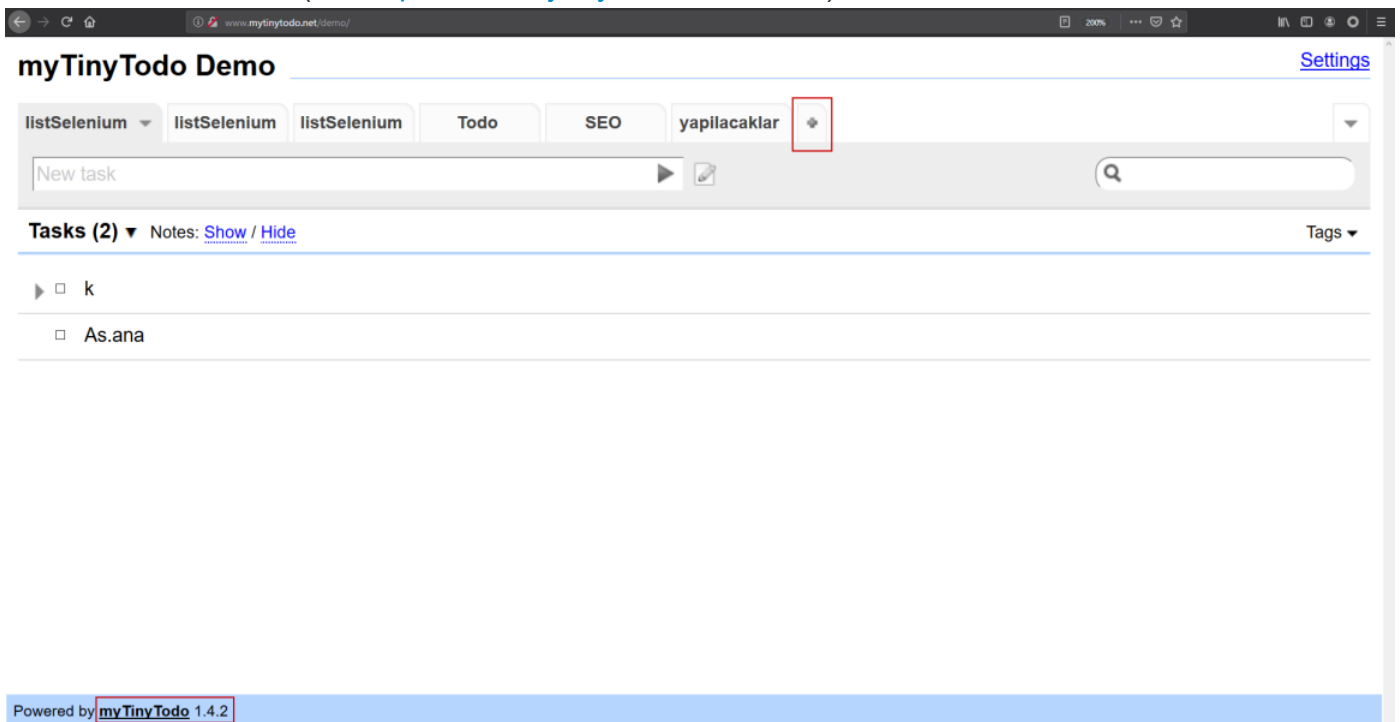 www.mytinytodo.net/demo/ 200%
myTinyTodo Demo Settings
listSelenium listSelenium listSelenium Todo SEO yapilacaklar
New task
Tasks (2) Notes: Show / Hide Tags
k
As.ana
Powered by myTinyTodo 1.4.2